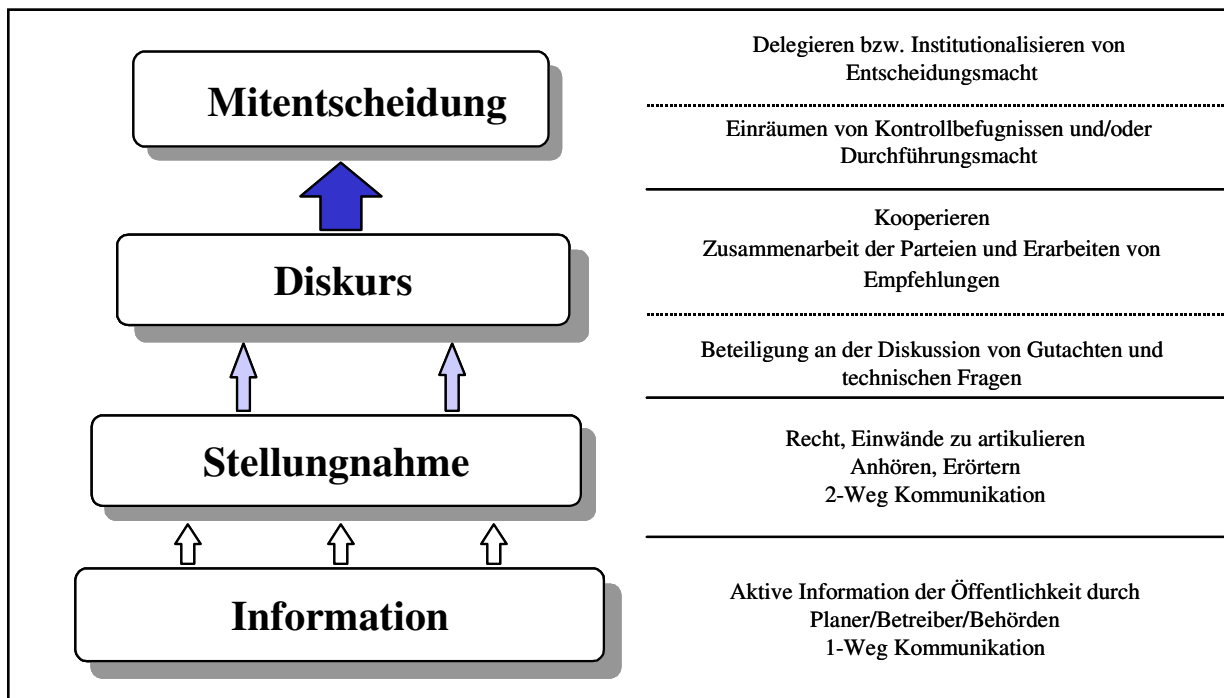 Mitentscheidung
Delegieren bzw. Institutionalisieren von
Entscheidungsmacht
Einräumen von Kontrollbefugnissen und/oder
Durchführungsmacht
Diskurs
Kooperieren
Zusammenarbeit der Parteien und Erarbeiten von
Empfehlungen
Beteiligung an der Diskussion von Gutachten und
technischen Fragen
Stellungnahme
Recht, Einwände zu artikulieren
Anhören, Erörtern
2-Weg Kommunikation
Information
Aktive Information der Öffentlichkeit durch
Planer/Betreiber/Behörden
1-Weg Kommunikation